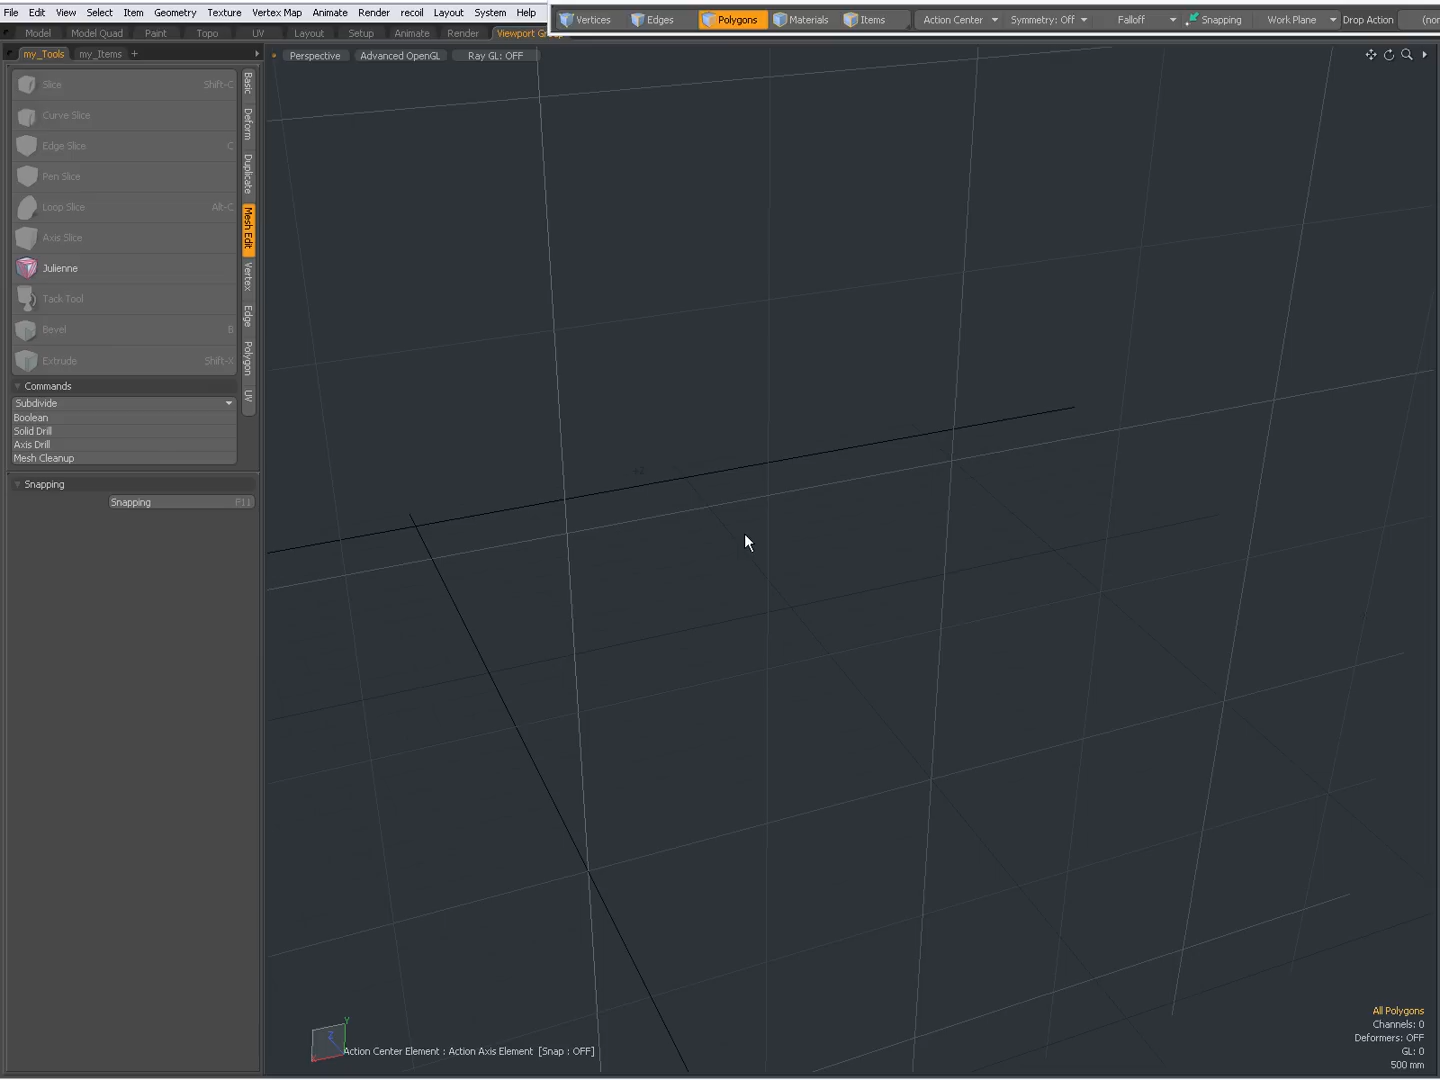 File Edit View Select Item Geometry Texture Vertex Map Animate Render recoil Layout System Help
Vertices Edges Polygons Materials Items Action Center Symmetry: Off Falloff Snapping Work Plane Drop Action (no
Model Model Quad Paint Topo UV Layout Setup Animate Render
my_Tools my_Items +
Perspective Advanced OpenGL Ray GL: OFF
Slice Shift-C
Curve Slice
Edge Slice C
Pen Slice
Loop Slice Alt-C
Axis Slice
Julienne
Tack Tool
Bevel B
Extrude Shift-X
Basic
Deform
Duplicate
Mesh Edit
Vertex
Edge
Polygon
UV
Commands
Subdivide
Boolean
Solid Drill
Axis Drill
Mesh Cleanup
Snapping
Snapping F11
+Z
Y
Z
X
Action Center Element : Action Axis Element [Snap : OFF]
All Polygons
Channels: 0
Deformers: OFF
GL: 0
500 mm